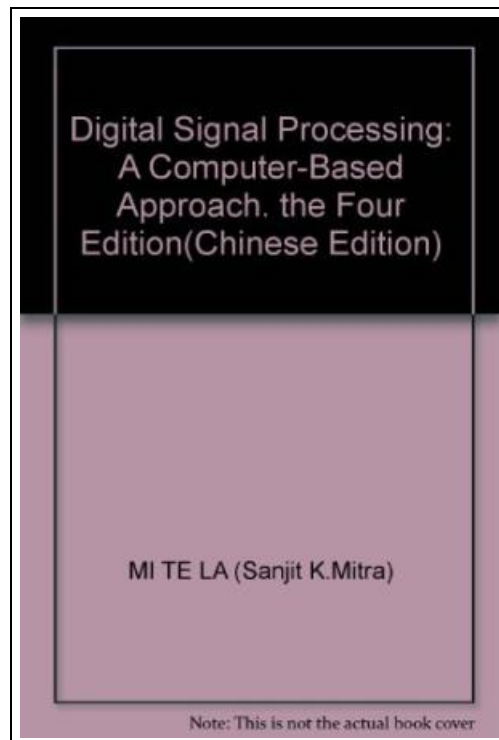 Digital Signal Processing:
A Computer-Based
Approach. the Four
Edition(Chinese Edition)
MI TE LA (Sanjit K.Mitra)
Note: This is not the actual book cover